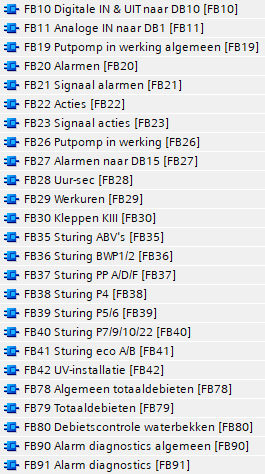 FB10 Digitale IN & UIT naar DB10 [FB10]
FB11 Analoge IN naar DB1 [FB11]
FB19 Putpomp in werking algemeen [FB19]
FB20 Alarmen [FB20]
FB21 Signaal alarmen [FB21]
FB22 Acties [FB22]
FB23 Signaal acties [FB23]
FB26 Putpomp in werking [FB26]
FB27 Alarmen naar DB15 [FB27]
FB28 Uur-sec [FB28]
FB29 Werkuren [FB29]
FB30 Kleppen KIII [FB30]
FB35 Sturing ABV's [FB35]
FB36 Sturing BWP1/2 [FB36]
FB37 Sturing PP A/D/F [FB37]
FB38 Sturing P4 [FB38]
FB39 Sturing P5/6 [FB39]
FB40 Sturing P7/9/10/22 [FB40]
FB41 Sturing eco A/B [FB41]
FB42 UV-installatie [FB42]
FB78 Algemeen totaaldebieten [FB78]
FB79 Totaaldebieten [FB79]
FB80 Debietscontrole waterbekken [FB80]
FB90 Alarm diagnostics algemeen [FB90]
FB91 Alarm diagnostics [FB91]